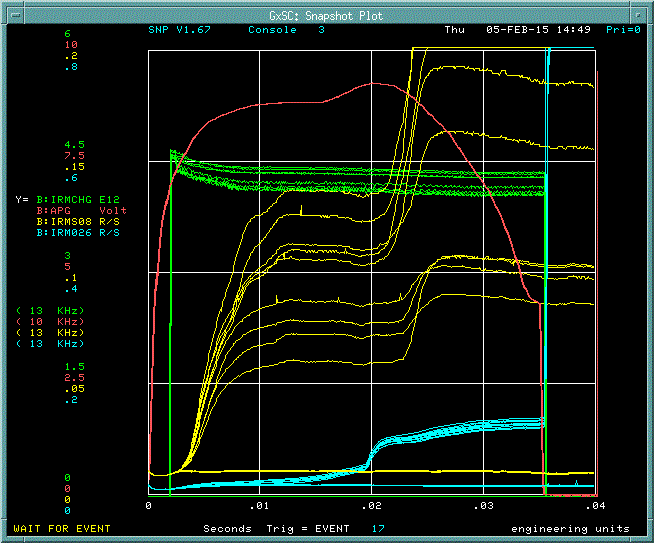 GxSC: Snapshot Plot
SNP V1.67 Console 3 Thu 05-FEB-15 14:49 Pri=0
6
10
.2
.8
4.5
7.5
.15
.6
Y= B:IRMCHG E12
B:APG Volt
B:IRMS08 R/S
B:IRM026 R/S
3
5
.1
.4
( 13 KHz)
( 10 KHz)
( 13 KHz)
( 13 KHz)
1.5
2.5
.05
.2
0
0
0
0
0 .01 .02 .03 .04
WAIT FOR EVENT Seconds Trig = EVENT 17 engineering units